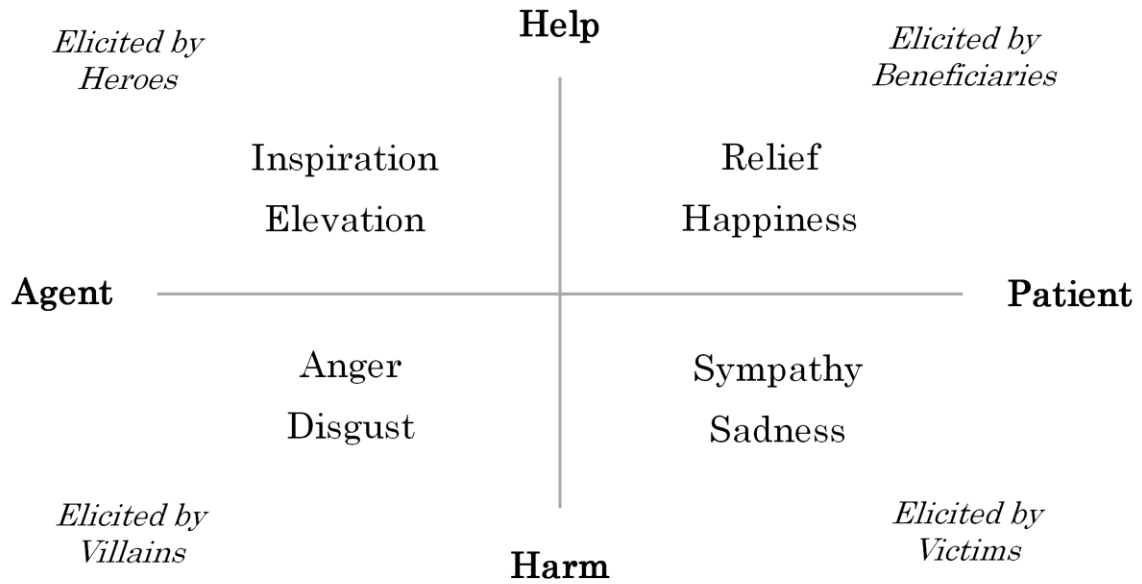 Help
Elicited by
Heroes
Elicited by
Beneficiaries
Inspiration
Elevation
Relief
Happiness
Agent
Patient
Anger
Disgust
Sympathy
Sadness
Elicited by
Villains
Elicited by
Victims
Harm